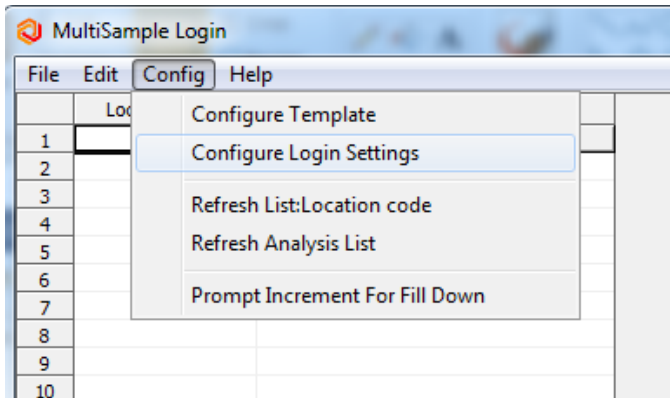 MultiSample Login
File Edit Config Help
Loc
Configure Template
Configure Login Settings
Refresh List:Location code
Refresh Analysis List
Prompt Increment For Fill Down
1
2
3
4
5
6
7
8
9
10